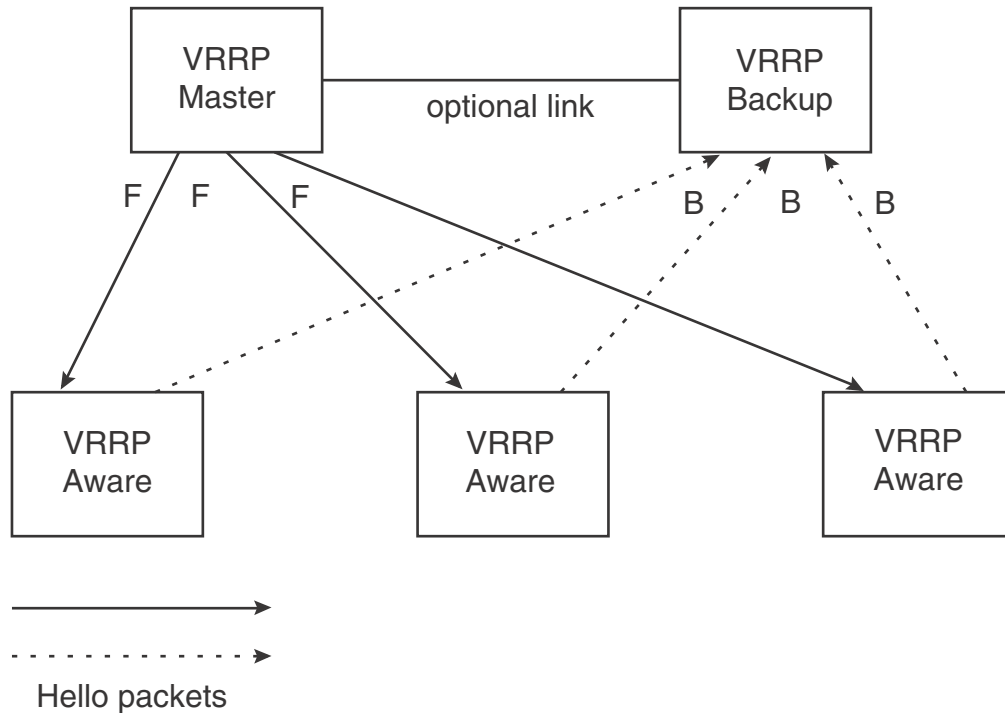 VRRP
Master
VRRP
Backup
optional link
F
F
F
B
B
B
VRRP
Aware
VRRP
Aware
VRRP
Aware
Hello packets